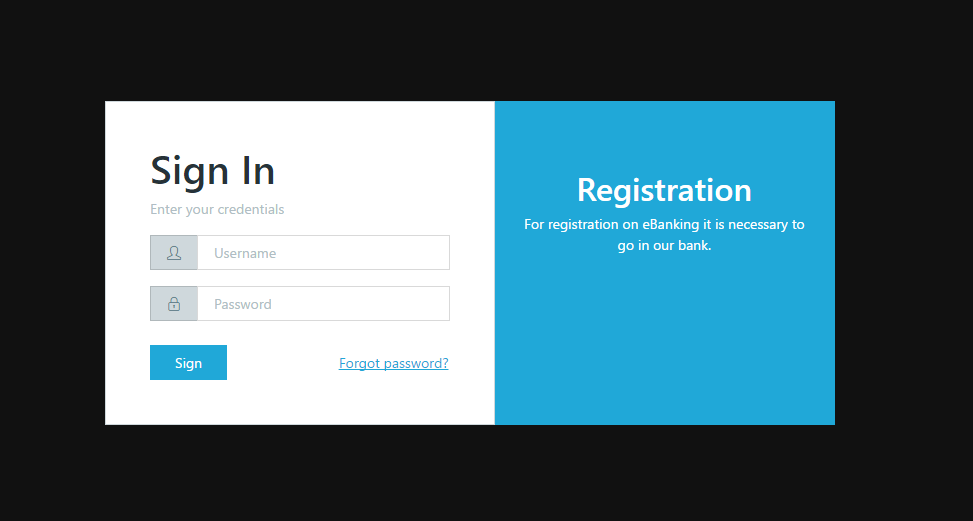 Sign In
Enter your credentials
Username
Password
Sign
Forgot password?
Registration
For registration on eBanking it is necessary to
go in our bank.